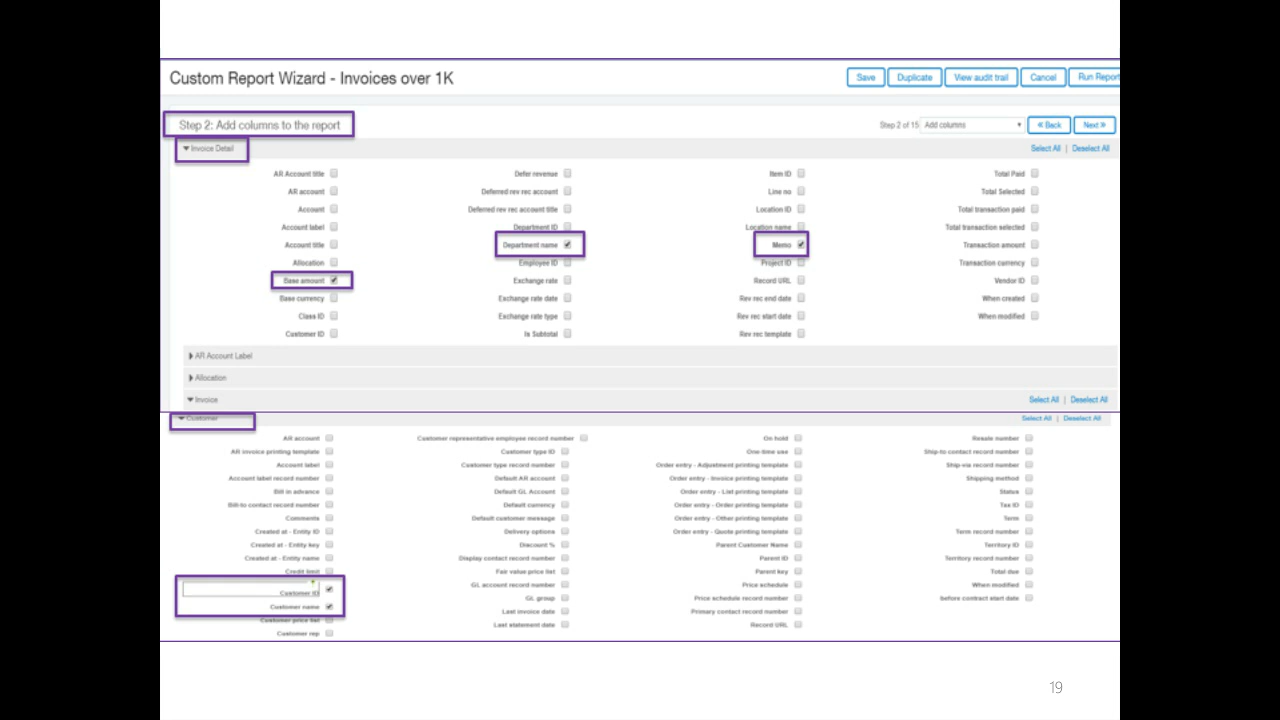 Custom Report Wizard - Invoices over 1K
Save Duplicate View audit trail Cancel Run Report
Step 2: Add columns to the report
Step 2 of 15 Add columns « Back Next »
Invoice Detail Select All | Deselect All
AR Account title Defer revenue Item ID Total Paid
AR account Deferred rev rec account Line no Total Selected
Account Deferred rev rec account title Location ID Total transaction paid
Account label Department ID Location name Total transaction selected
Account title Department name Memo Transaction amount
Allocation Employee ID Project ID Transaction currency
Base amount Exchange rate Record URL Vendor ID
Base currency Exchange rate date Rev rec end date When created
Class ID Exchange rate type Rev rec start date When modified
Customer ID Is Subtotal Rev rec template
AR Account Label
Allocation
Invoice Select All | Deselect All
Customer Select All | Deselect All
AR account Customer representative employee record number On hold Resale number
AR invoice printing template Customer type ID One-time use Ship-to contact record number
Account label Customer type record number Order entry - Adjustment printing template Ship-via record number
Account label record number Default AR account Order entry - Invoice printing template Shipping method
Bill in advance Default GL Account Order entry - List printing template Status
Bill-to contact record number Default currency Order entry - Order printing template Tax ID
Comments Default customer message Order entry - Other printing template Term
Created at - Entity ID Delivery options Order entry - Quote printing template Term record number
Created at - Entity key Discount % Parent Customer Name Territory ID
Created at - Entity name Display contact record number Parent ID Territory record number
Credit limit Fair value price list Parent key Total due
Customer ID GL account record number Price schedule When modified
Customer name GL group Price schedule record number before contract start date
Customer price list Last invoice date Primary contact record number
Customer rep Last statement date Record URL
19